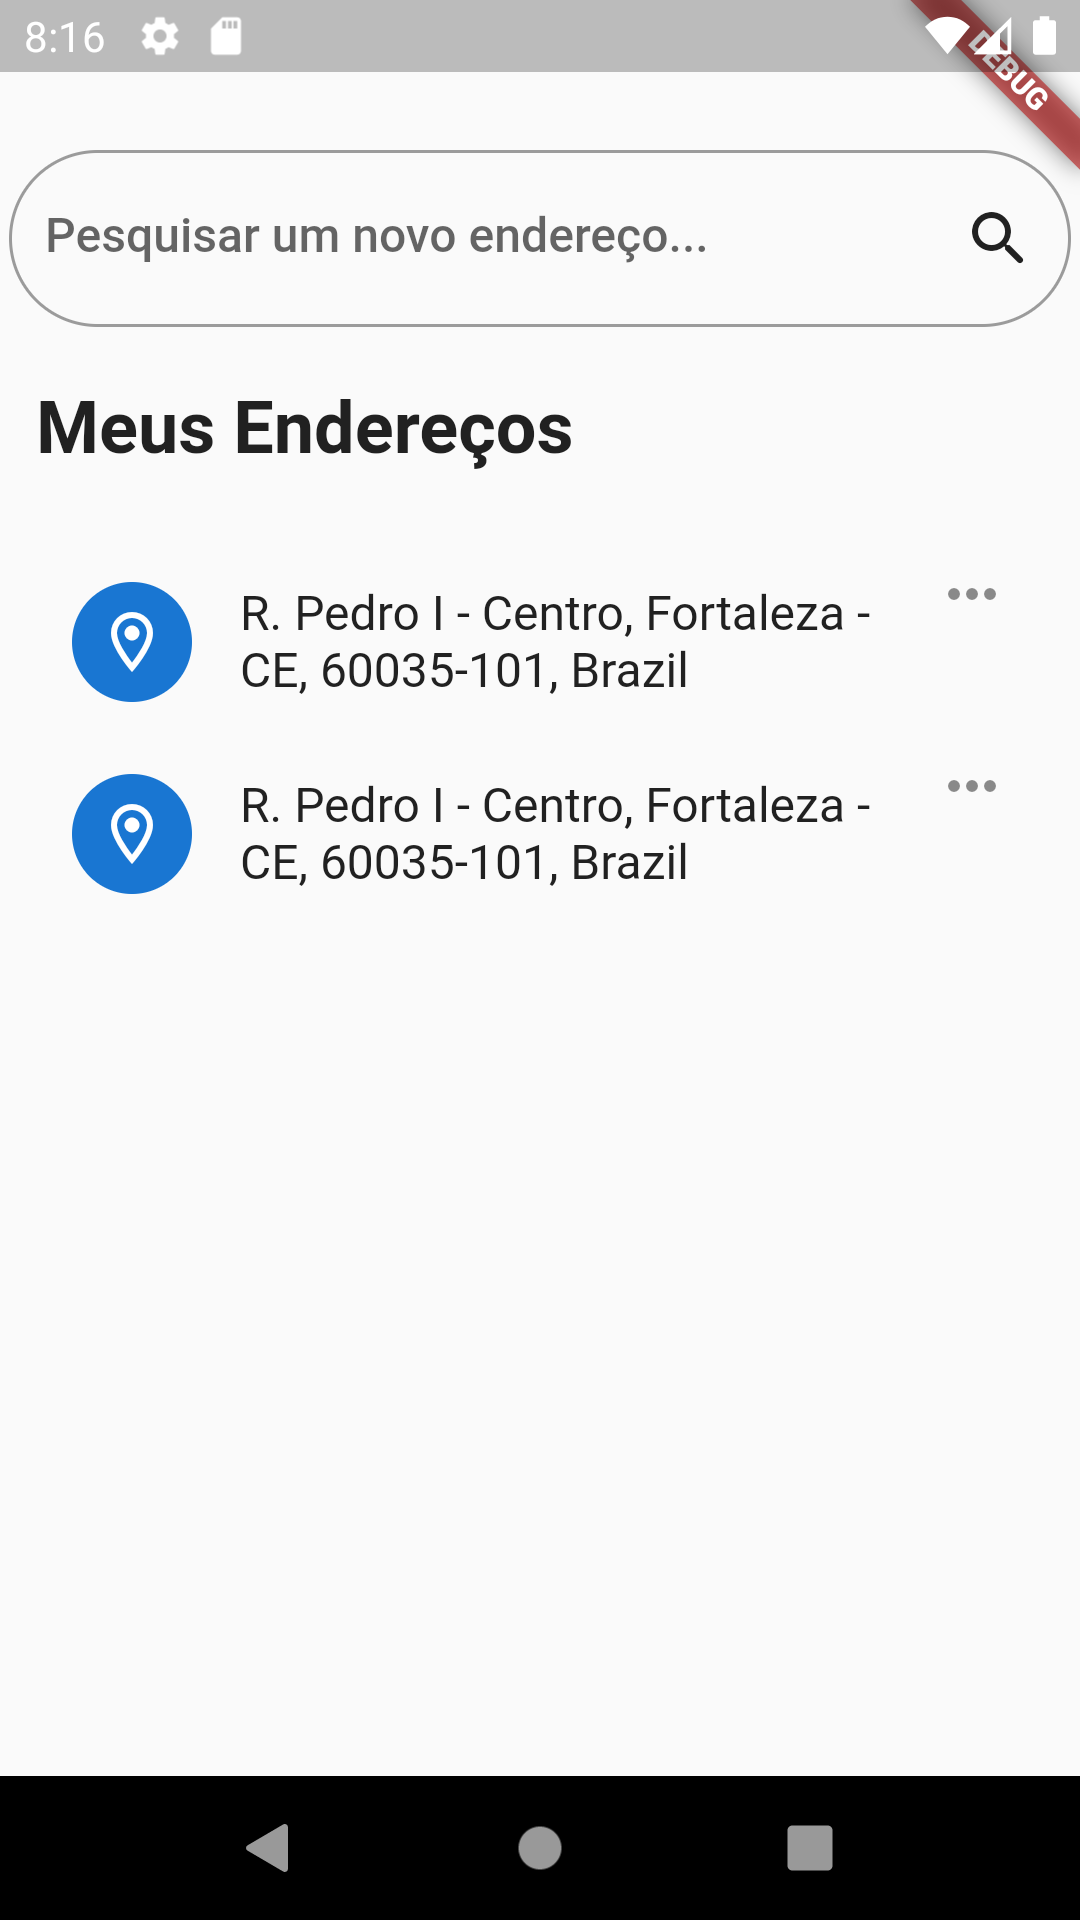 8:16
DEBUG
Pesquisar um novo endereço...
Meus Endereços
R. Pedro I - Centro, Fortaleza -
CE, 60035-101, Brazil
R. Pedro I - Centro, Fortaleza -
CE, 60035-101, Brazil